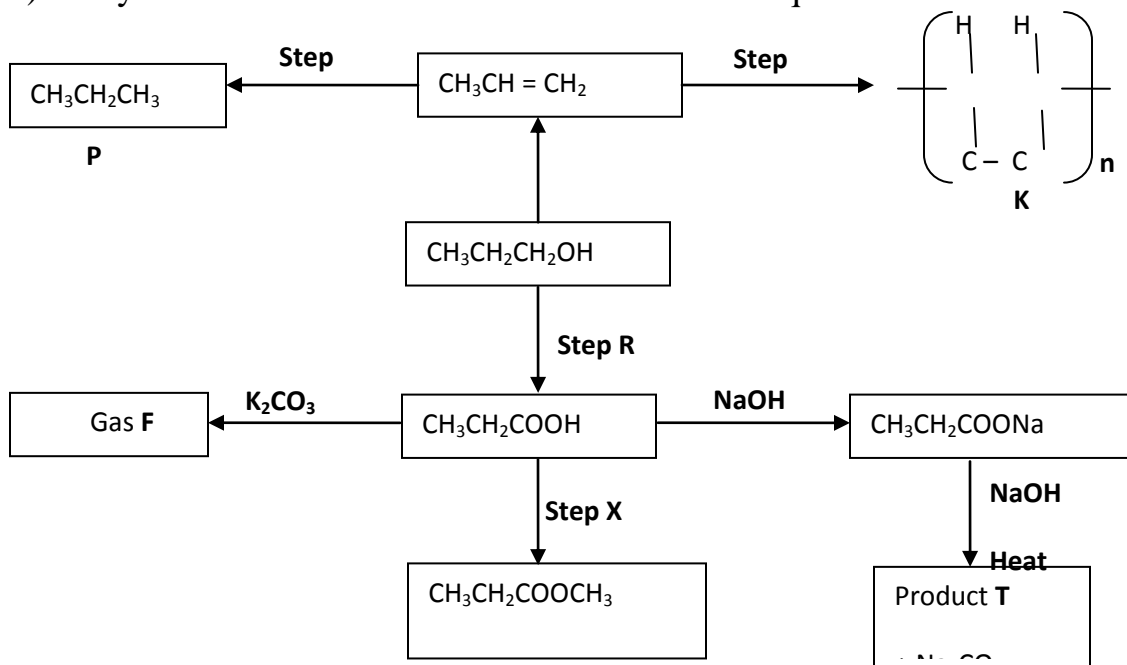 Step
Step
CH₃CH₂CH₃
CH₃CH = CH₂
H H
P
C – C
n
K
CH₃CH₂CH₂OH
Step R
K₂CO₃
NaOH
Gas F
CH₃CH₂COOH
CH₃CH₂COONa
Step X
NaOH
Heat
CH₃CH₂COOCH₃
Product T